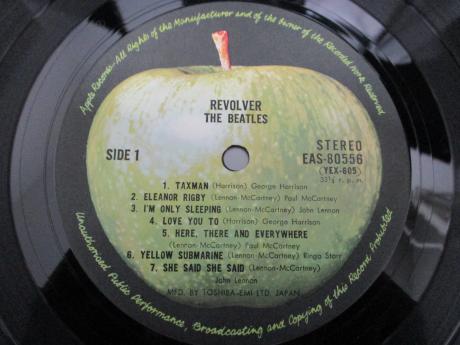 Apple Records-All Rights of the Manufacturer and of the Owner of the Recorded Work Reserved
REVOLVER
THE BEATLES
SIDE 1
STEREO
EAS-80556
(YEX-605)
33⅓ r.p.m.
1. TAXMAN (Harrison) George Harrison
2. ELEANOR RIGBY (Lennon-McCartney) Paul McCartney
3. I'M ONLY SLEEPING (Lennon-McCartney) John Lennon
4. LOVE YOU TO (Harrison) George Harrison
5. HERE, THERE AND EVERYWHERE
(Lennon-McCartney) Paul McCartney
6. YELLOW SUBMARINE (Lennon-McCartney) Ringo Starr
7. SHE SAID SHE SAID (Lennon-McCartney)
John Lennon
MFD. BY TOSHIBA-EMI LTD. JAPAN
Unauthorised Public Performance, Broadcasting and Copying of this Record Prohibited